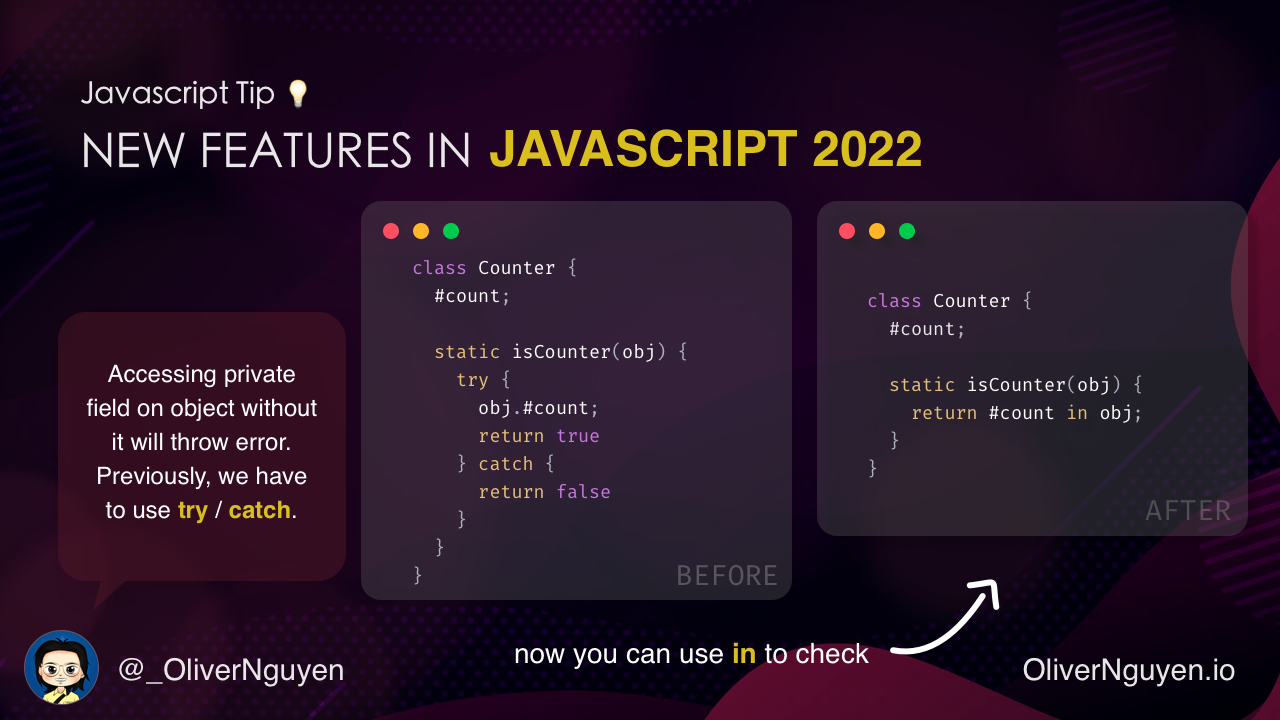 Javascript Tip 💡
NEW FEATURES IN JAVASCRIPT 2022
Accessing private
field on object without
it will throw error.
Previously, we have
to use try / catch.
class Counter {
  #count;

  static isCounter(obj) {
    try {
      obj.#count;
      return true
    } catch {
      return false
    }
  }
}
BEFORE
class Counter {
  #count;

  static isCounter(obj) {
    return #count in obj;
  }
}
AFTER
now you can use in to check
@_OliverNguyen
OliverNguyen.io